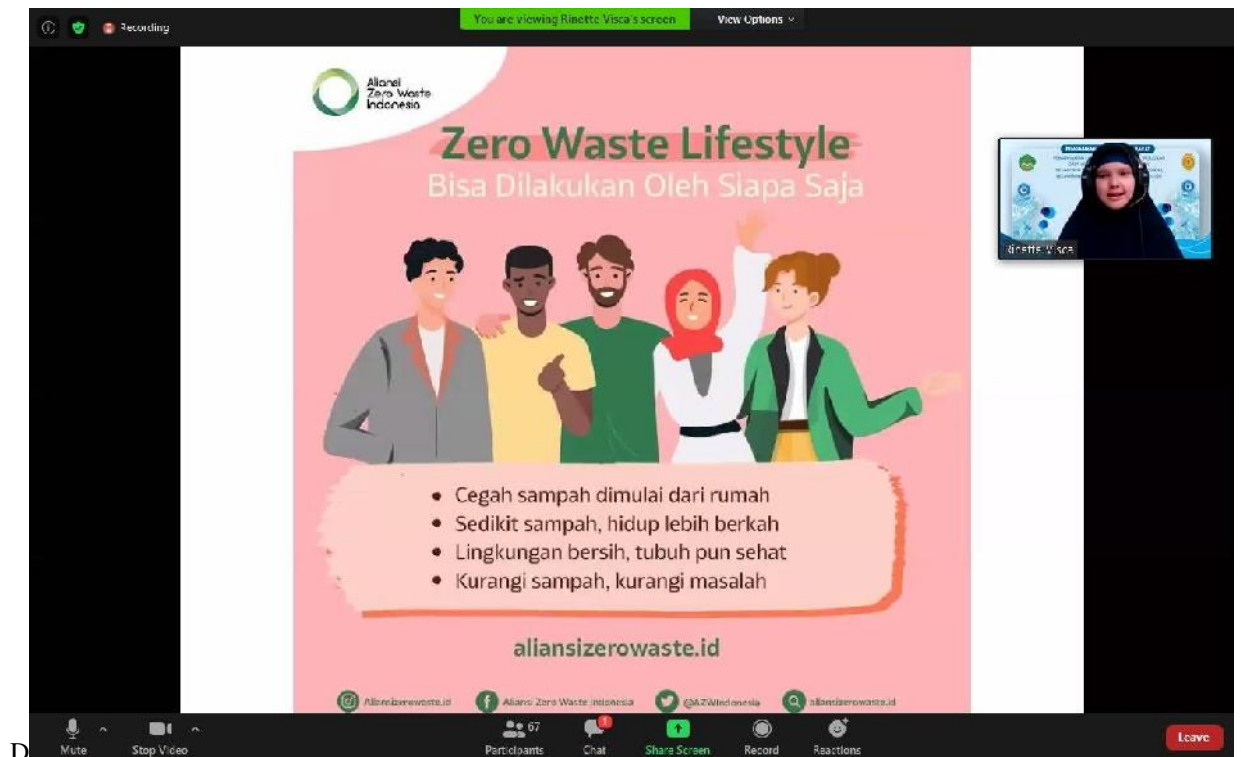 Recording
You are viewing Rinette Visca's screen
View Options
Aliansi
Zero Waste
Indonesia
Zero Waste Lifestyle
Bisa Dilakukan Oleh Siapa Saja
Rinette Visca
• Cegah sampah dimulai dari rumah
• Sedikit sampah, hidup lebih berkah
• Lingkungan bersih, tubuh pun sehat
• Kurangi sampah, kurangi masalah
aliansizerowaste.id
Aliansizerowaste.id
Aliansi Zero Waste Indonesia
@AZWIndonesia
aliansizerowaste.id
D
Mute
Stop Video
67
Participants
1
Chat
Share Screen
Record
Reactions
Leave